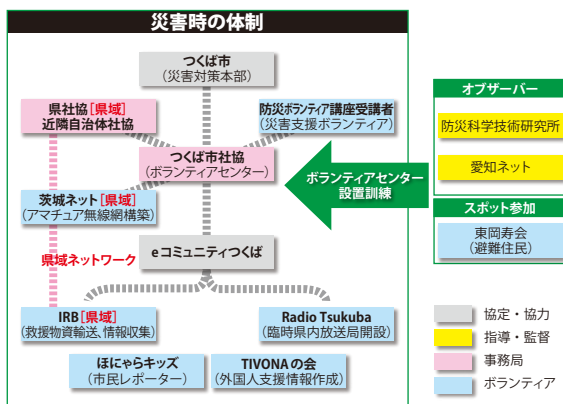 災害時の体制
つくば市
(災害対策本部)
県社協[県域]
近隣自治体社協
防災ボランティア講座受講者
(災害支援ボランティア)
つくば市社協
(ボランティアセンター)
茨城ネット[県域]
(アマチュア無線網構築)
県域ネットワーク
eコミュニティつくば
IRB[県域]
(救援物資輸送、情報収集)
Radio Tsukuba
(臨時県内放送局開設)
ほにゃらキッズ
(市民レポーター)
TIVONAの会
(外国人支援情報作成)
ボランティアセンター
設置訓練
オブザーバー
防災科学技術研究所
愛知ネット
スポット参加
東岡寿会
(避難住民)
協定・協力
指導・監督
事務局
ボランティア